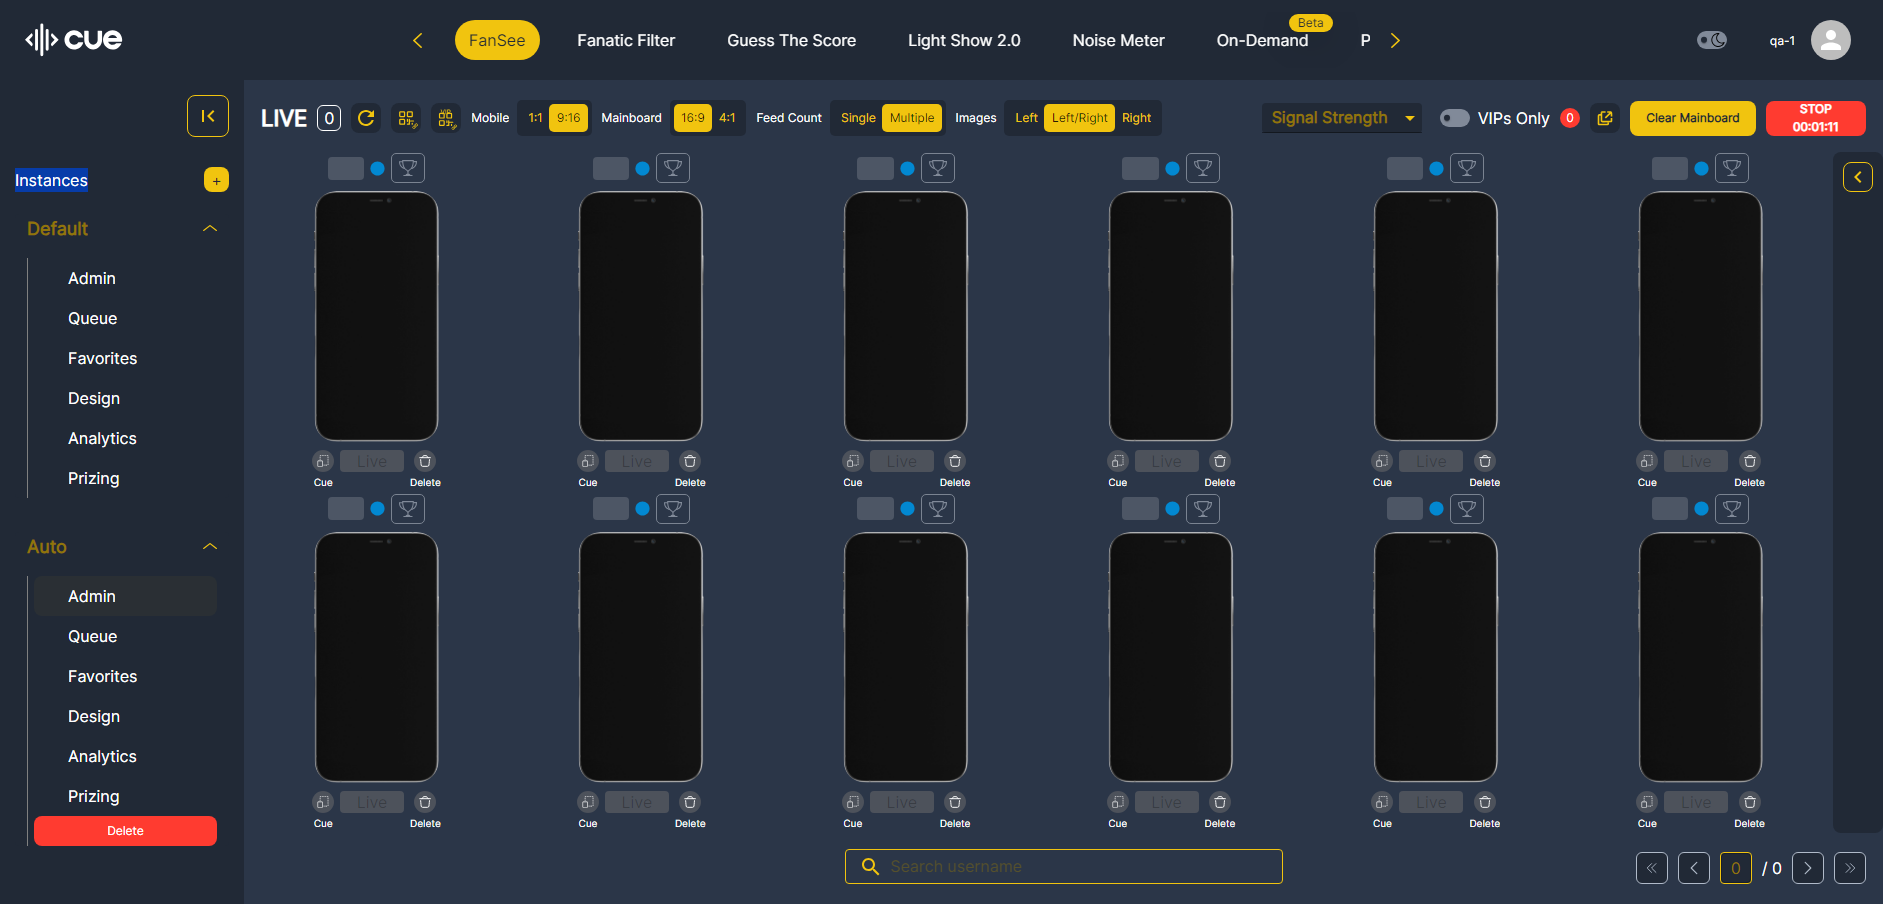 cue
FanSee
Fanatic Filter
Guess The Score
Light Show 2.0
Noise Meter
On-Demand
Beta
P
qa-1
LIVE 0
Mobile 1:1 9:16
Mainboard 16:9 4:1
Feed Count Single Multiple
Images Left Left/Right Right
Signal Strength
VIPs Only 0
Clear Mainboard
STOP
00:01:11
Instances +
Default
Admin
Queue
Favorites
Design
Analytics
Prizing
Auto
Admin
Queue
Favorites
Design
Analytics
Prizing
Delete
Live Live Live Live Live Live
Cue Delete Cue Delete Cue Delete Cue Delete Cue Delete Cue Delete
Live Live Live Live Live Live
Cue Delete Cue Delete Cue Delete Cue Delete Cue Delete Cue Delete
Search username
0 / 0